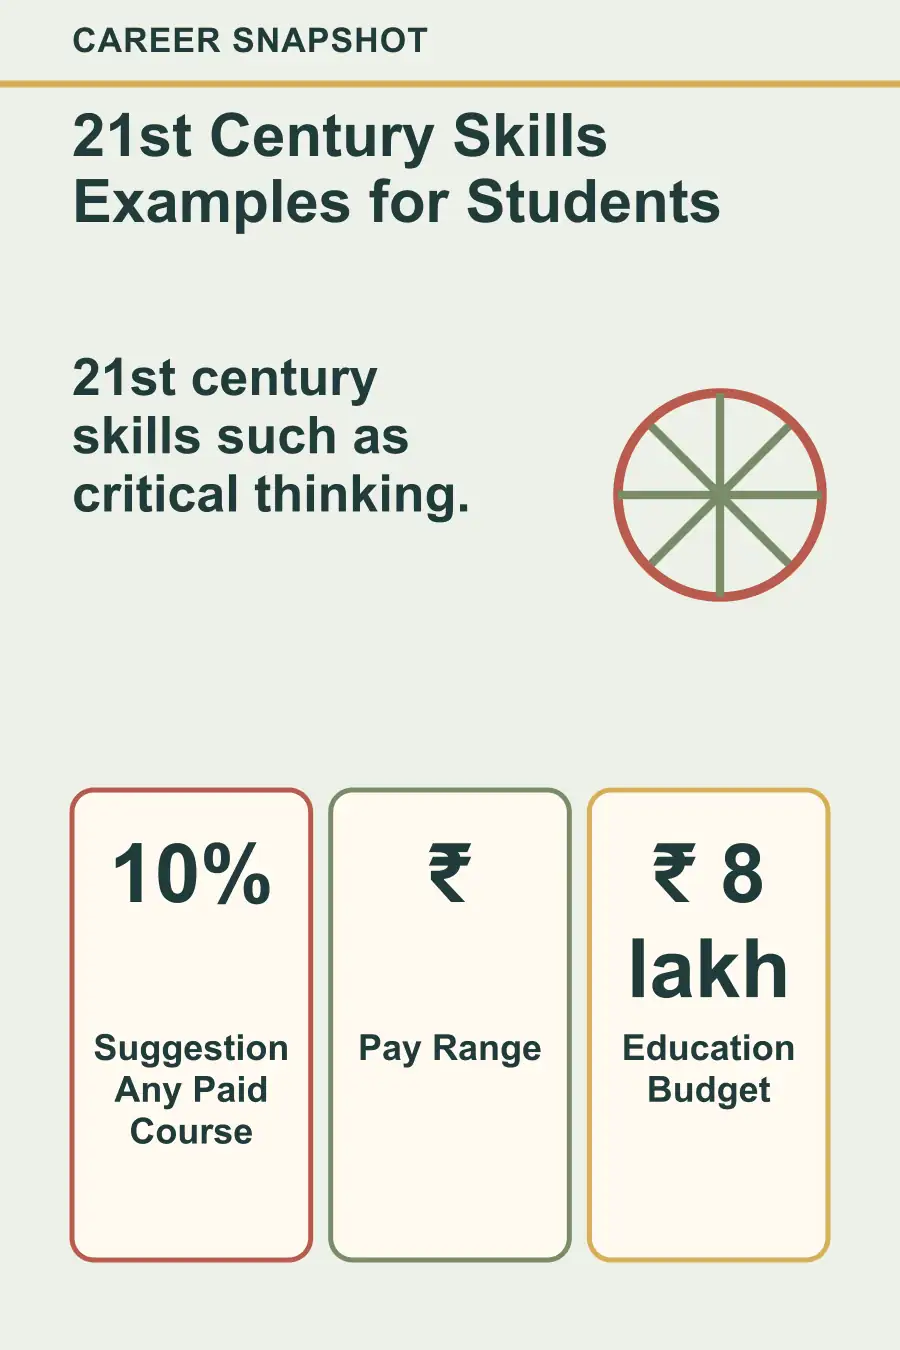 CAREER SNAPSHOT
21st Century Skills
Examples for Students
21st century
skills such as
critical thinking.
10%
Suggestion
Any Paid
Course
₹
Pay Range
₹ 8
lakh
Education
Budget